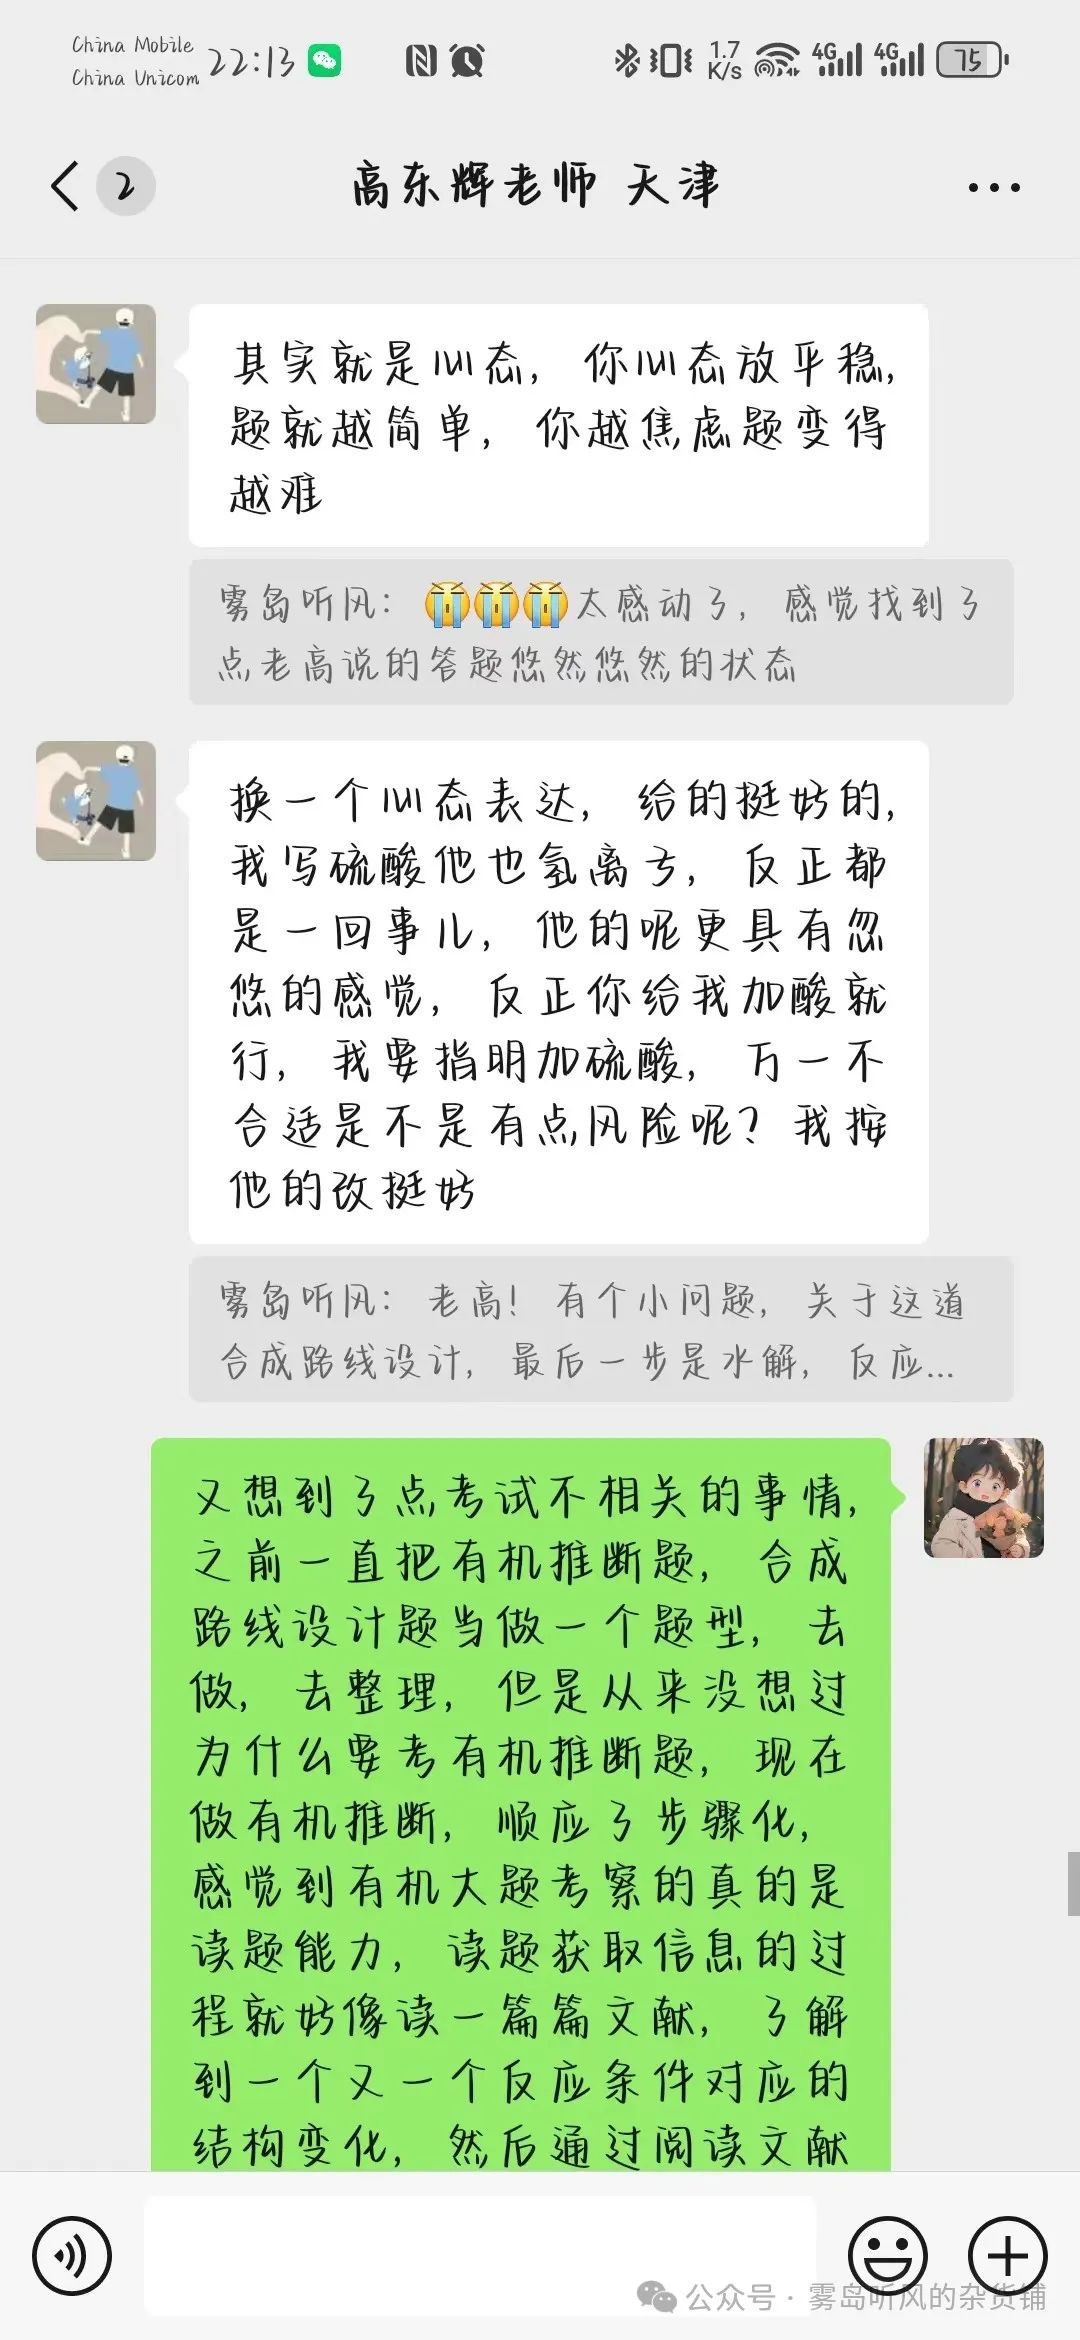 China Mobile
China Unicom
22:13
1.7
K/s
4G
4G
75
2
高东辉老师 天津
其实就是心态，你心态放平稳，
题就越简单，你越焦虑题变得
越难
雾岛听风：😭😭😭太感动了，感觉找到了
点老高说的答题悠然悠然的状态
换一个心态表达，给的挺好的，
我写硫酸他也氢离子，反正都
是一回事儿，他的呢更具有忽
悠的感觉，反正你给我加酸就
行，我要指明加硫酸，万一不
合适是不是有点风险呢？我按
他的改挺好
雾岛听风：老高！有个小问题，关于这道
合成路线设计，最后一步是水解，反应...
又想到了点考试不相关的事情，
之前一直把有机推断题，合成
路线设计题当做一个题型，去
做，去整理，但是从来没想过
为什么要考有机推断题，现在
做有机推断，顺应了步骤化，
感觉到有机大题考察的真的是
读题能力，读题获取信息的过
程就好像读一篇篇文献，了解
到一个又一个反应条件对应的
结构变化，然后通过阅读文献
公众号·雾岛听风的杂货铺